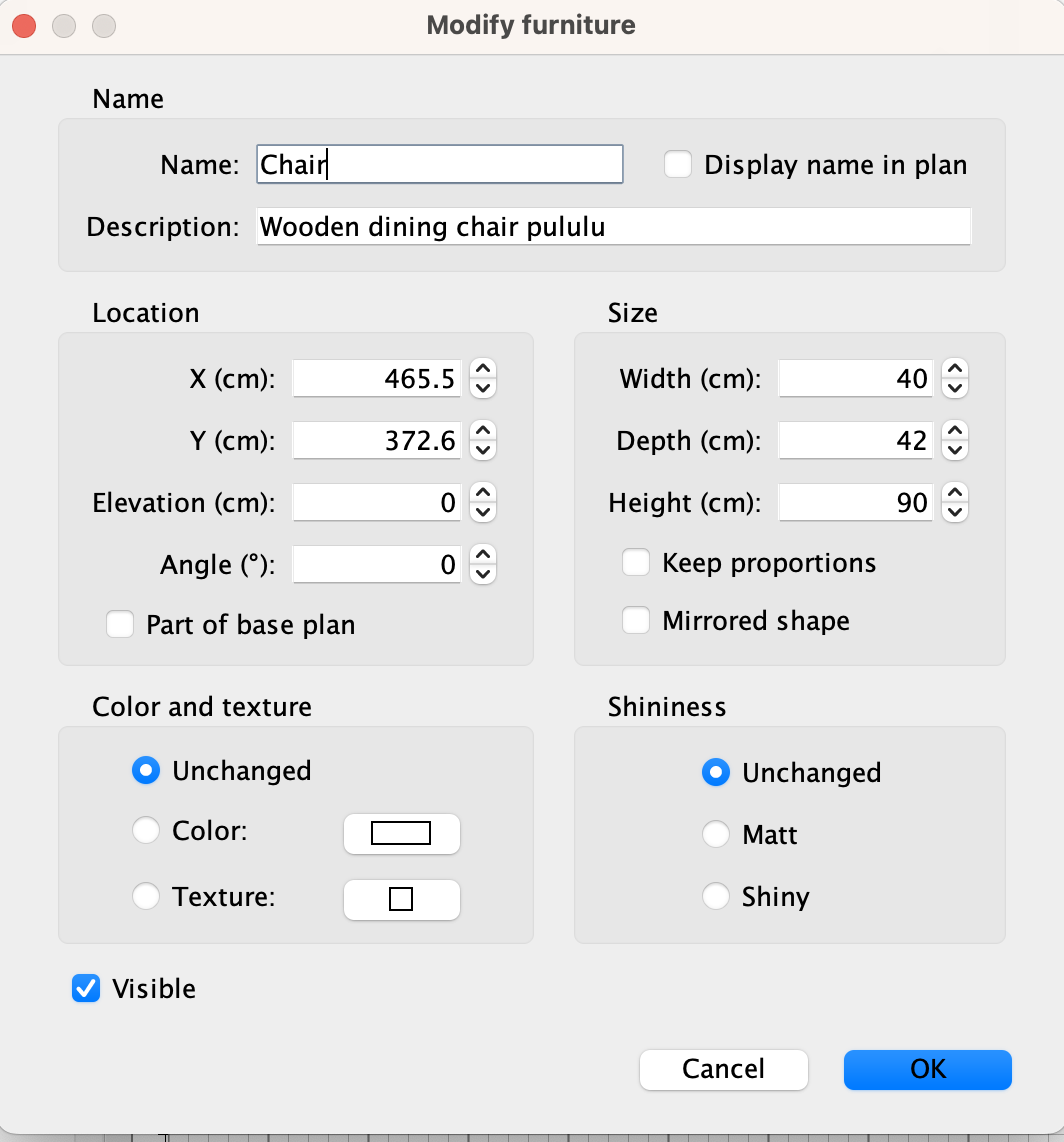 Modify furniture
Name
Name: Chair Display name in plan
Description: Wooden dining chair pululu
Location Size
X (cm): 465.5 Width (cm): 40
Y (cm): 372.6 Depth (cm): 42
Elevation (cm): 0 Height (cm): 90
Angle (°): 0 Keep proportions
Part of base plan Mirrored shape
Color and texture Shininess
Unchanged Unchanged
Color: Matt
Texture: Shiny
Visible
Cancel OK